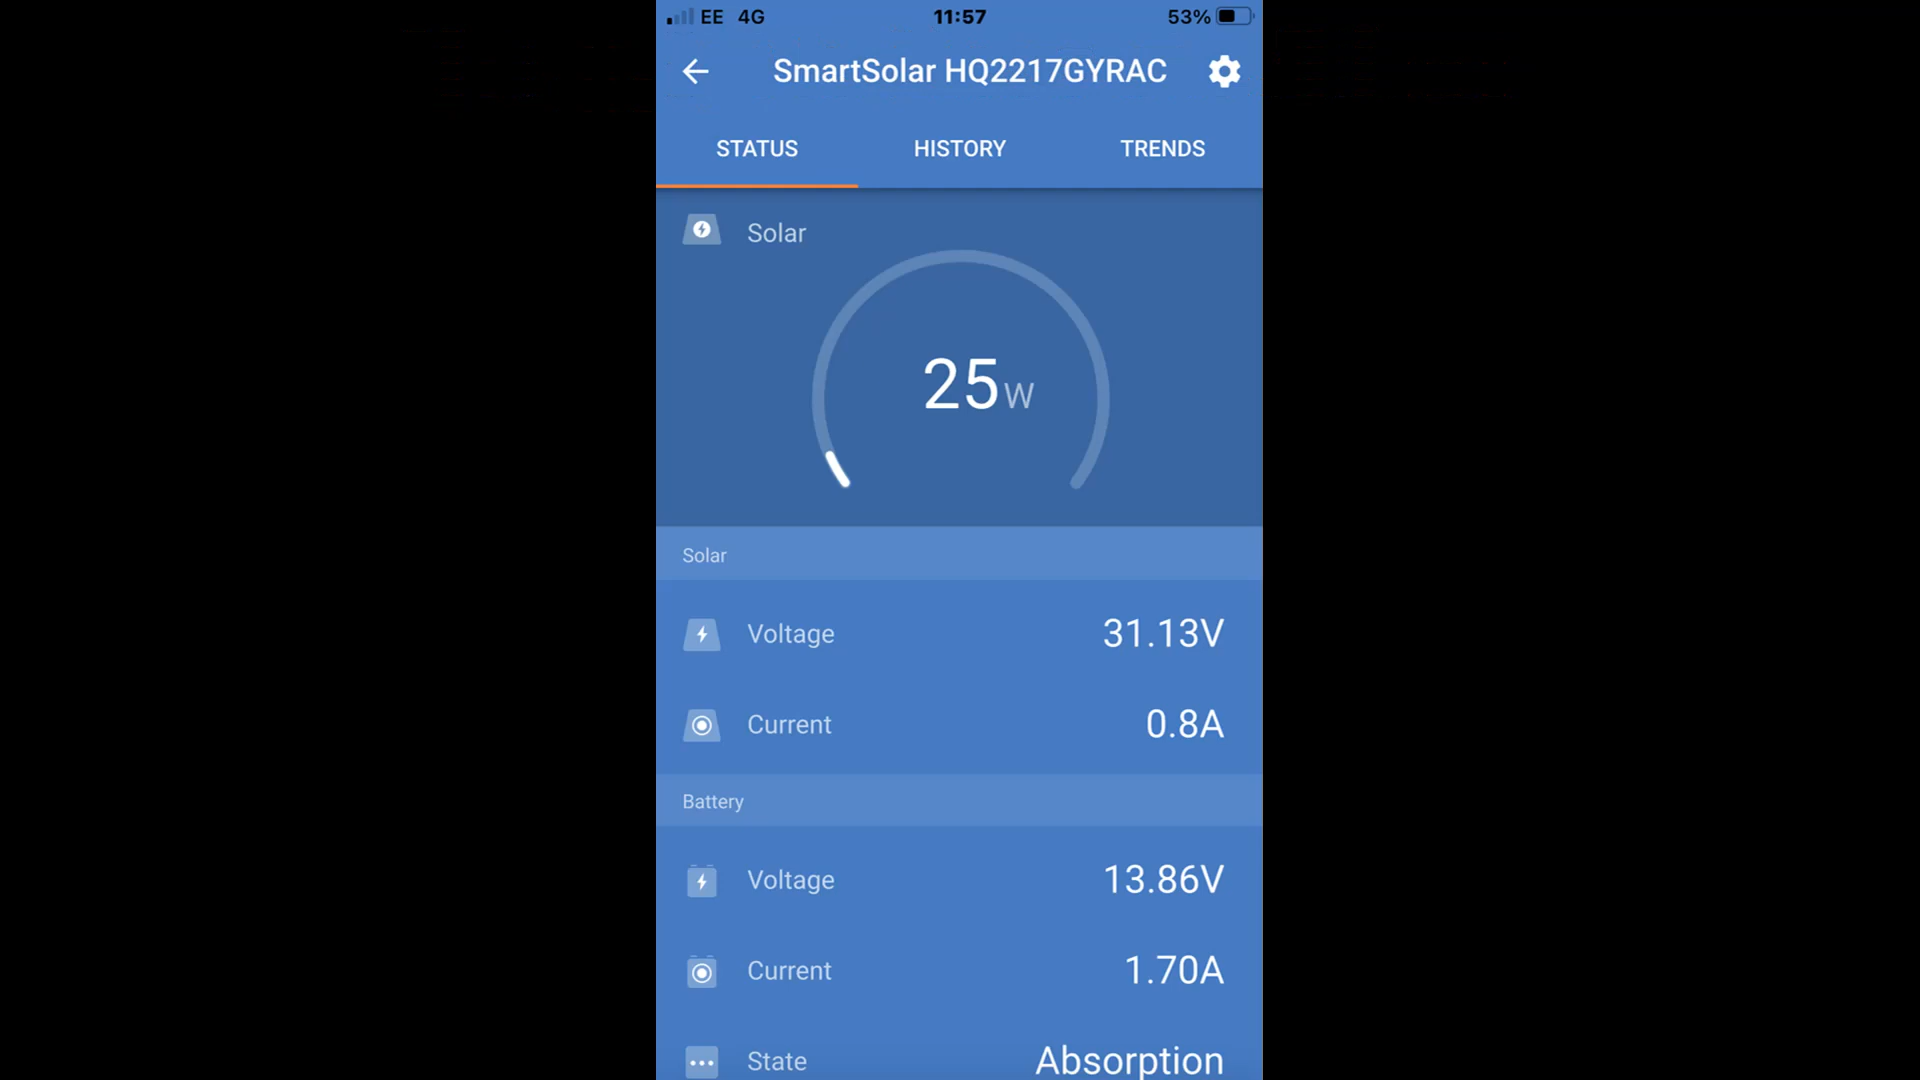 EE 4G 11:57 53%
SmartSolar HQ2217GYRAC
STATUS HISTORY TRENDS
Solar
25W
Solar
Voltage 31.13V
Current 0.8A
Battery
Voltage 13.86V
Current 1.70A
State Absorption